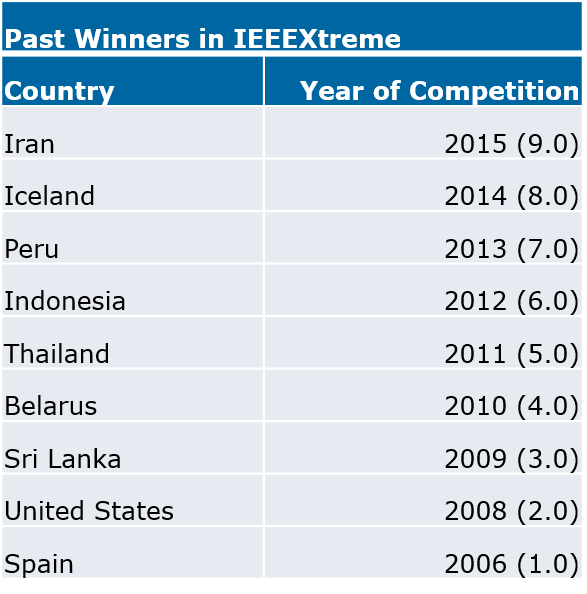 Past Winners in IEEEXtreme
Country Year of Competition
Iran 2015 (9.0)
Iceland 2014 (8.0)
Peru 2013 (7.0)
Indonesia 2012 (6.0)
Thailand 2011 (5.0)
Belarus 2010 (4.0)
Sri Lanka 2009 (3.0)
United States 2008 (2.0)
Spain 2006 (1.0)